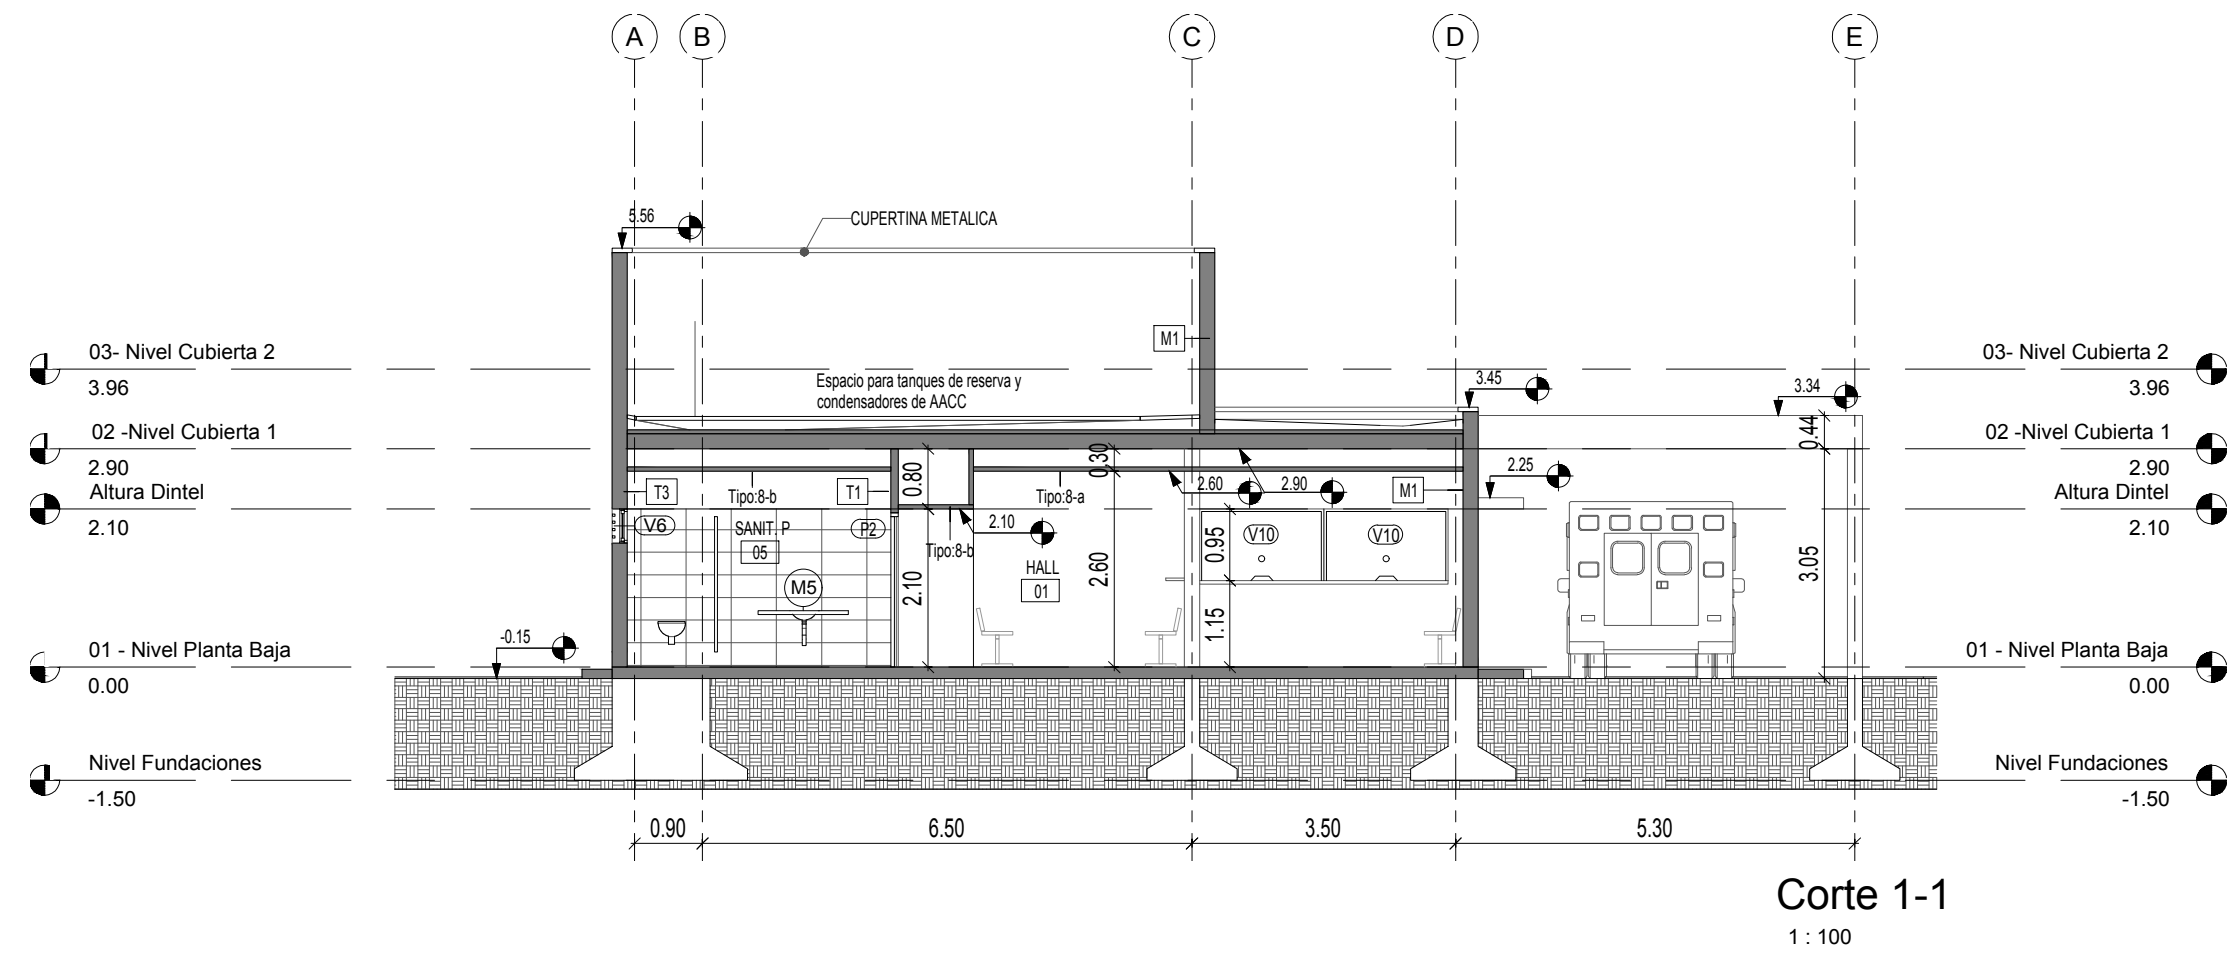 A
B
C
D
E
5.56
CUPERTINA METALICA
M1
03- Nivel Cubierta 2
3.96
03- Nivel Cubierta 2
3.96
Espacio para tanques de reserva y
condensadores de AACC
3.45
3.34
02 -Nivel Cubierta 1
2.90
02 -Nivel Cubierta 1
2.90
0.44
0.30
0.80
2.25
Altura Dintel
2.10
Altura Dintel
2.10
T3
Tipo:8-b
T1
Tipo:8-a
2.60
2.90
M1
V6
SANIT. P
05
P2
2.10
Tipo:8-b
V10
V10
0.95
HALL
01
M5
2.10
2.60
1.15
3.05
-0.15
01 - Nivel Planta Baja
0.00
01 - Nivel Planta Baja
0.00
Nivel Fundaciones
-1.50
Nivel Fundaciones
-1.50
0.90
6.50
3.50
5.30
Corte 1-1
1 : 100